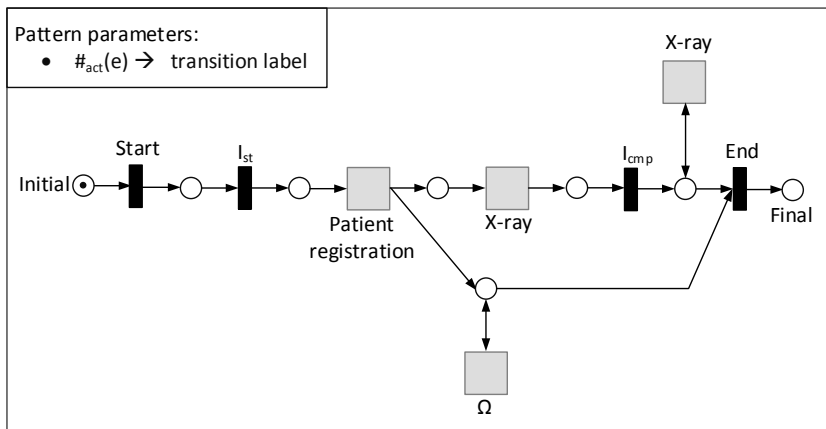 Pattern parameters:
• #act(e) → transition label
X-ray
Start
Ist
Icmp
End
Initial
Final
Patient
registration
X-ray
Ω